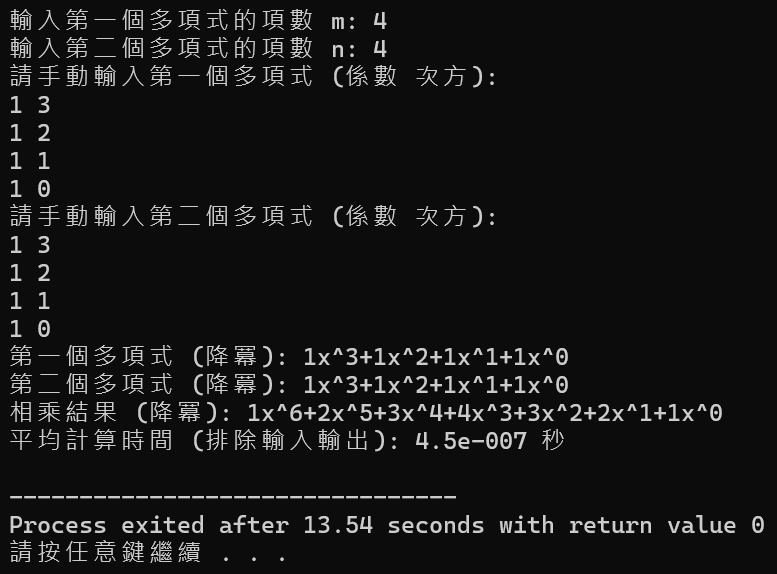 輸入第一個多項式的項數 m: 4
輸入第二個多項式的項數 n: 4
請手動輸入第一個多項式 (係數 次方):
1 3
1 2
1 1
1 0
請手動輸入第二個多項式 (係數 次方):
1 3
1 2
1 1
1 0
第一個多項式 (降冪): 1x^3+1x^2+1x^1+1x^0
第二個多項式 (降冪): 1x^3+1x^2+1x^1+1x^0
相乘結果 (降冪): 1x^6+2x^5+3x^4+4x^3+3x^2+2x^1+1x^0
平均計算時間 (排除輸入輸出): 4.5e-007 秒
--------------------------------
Process exited after 13.54 seconds with return value 0
請按任意鍵繼續 . . .